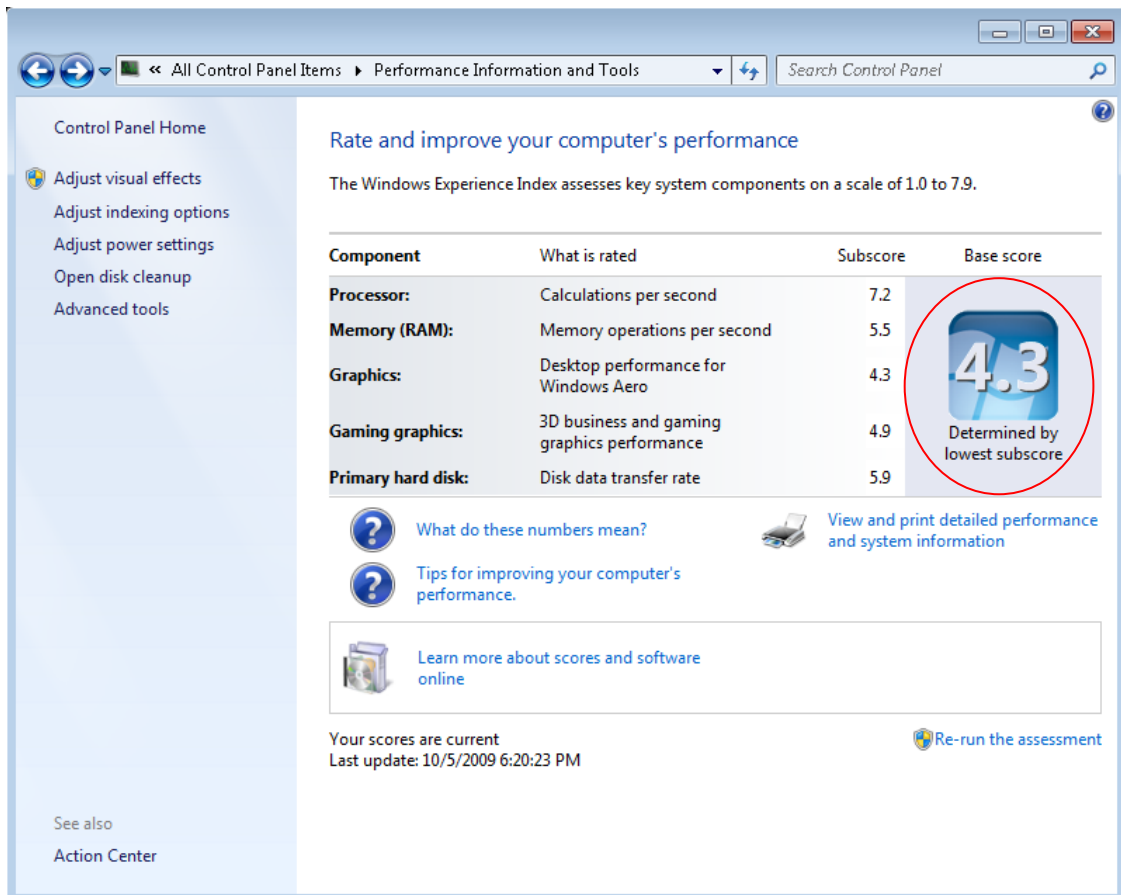 « All Control Panel Items ▸ Performance Information and Tools
Search Control Panel
Control Panel Home
Adjust visual effects
Adjust indexing options
Adjust power settings
Open disk cleanup
Advanced tools
Rate and improve your computer's performance
The Windows Experience Index assesses key system components on a scale of 1.0 to 7.9.
Component What is rated Subscore Base score
Processor: Calculations per second 7.2
Memory (RAM): Memory operations per second 5.5
Graphics: Desktop performance for
Windows Aero 4.3
Gaming graphics: 3D business and gaming
graphics performance 4.9
Primary hard disk: Disk data transfer rate 5.9
4.3
Determined by
lowest subscore
What do these numbers mean?
View and print detailed performance
and system information
Tips for improving your computer's
performance.
Learn more about scores and software
online
Your scores are current
Last update: 10/5/2009 6:20:23 PM
Re-run the assessment
See also
Action Center